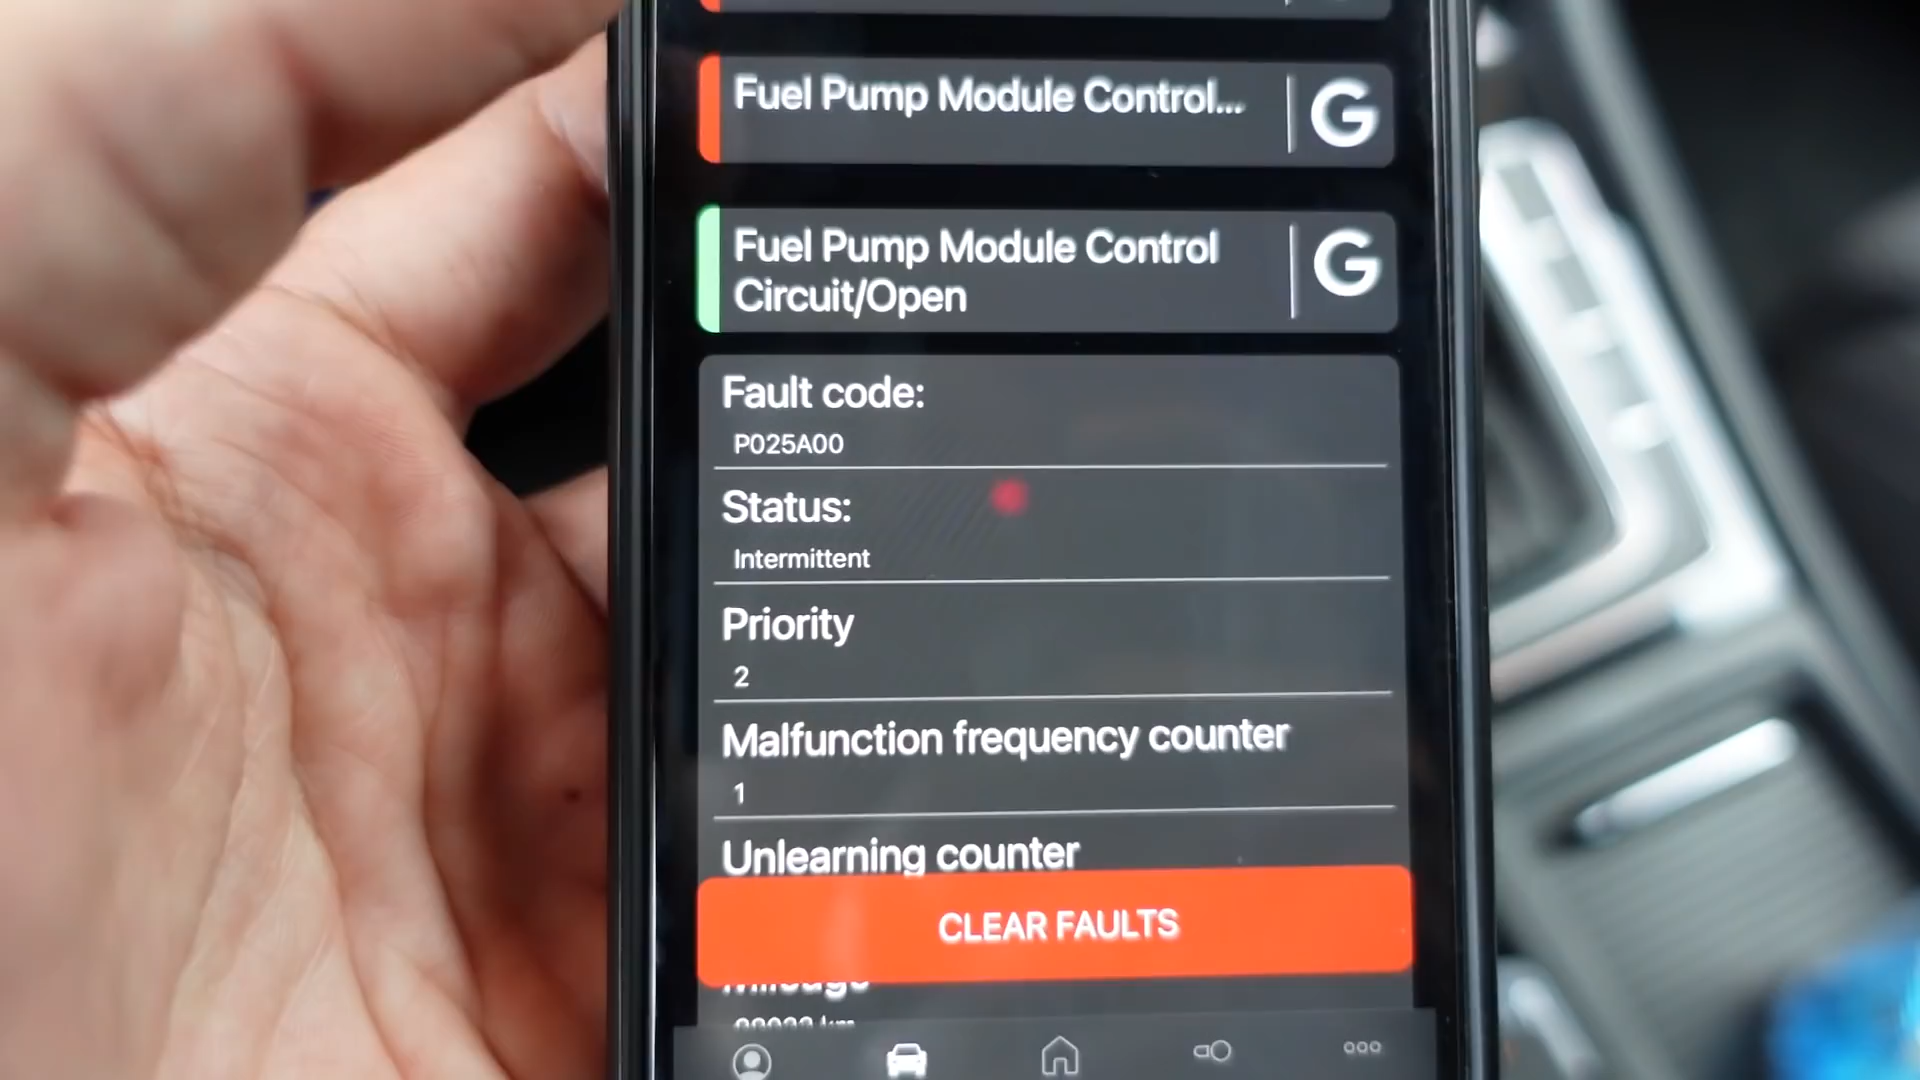 Fuel Pump Module Control...
G
Fuel Pump Module Control
Circuit/Open
G
Fault code:
P025A00
Status:
Intermittent
Priority
2
Malfunction frequency counter
1
Unlearning counter
CLEAR FAULTS
Mileage